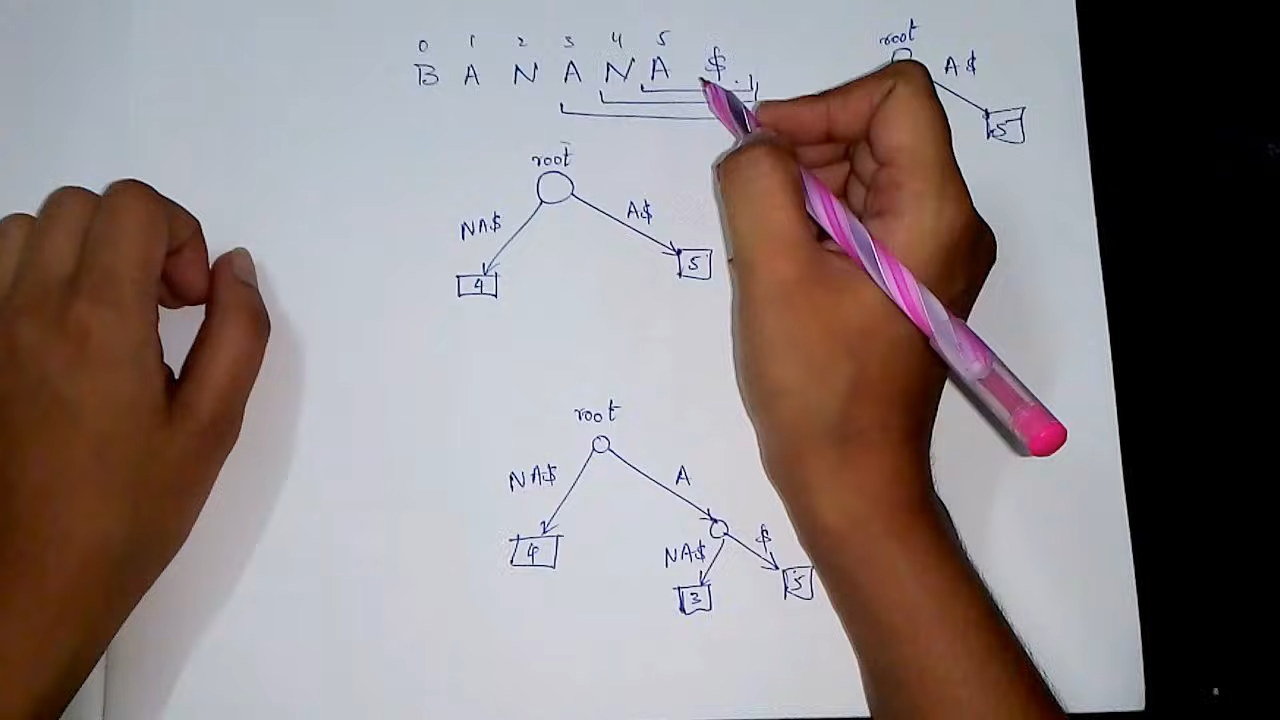 0 1 2 3 4 5
B A N A N A $
root
A$
5
root
NA$ A$
4 5
root
NA$ A
4
NA$ $
3 5